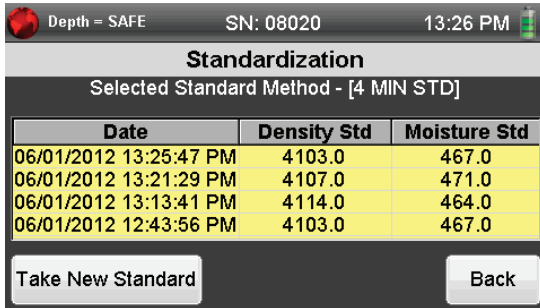 Depth = SAFE SN: 08020 13:26 PM
Standardization
Selected Standard Method - [4 MIN STD]
Date Density Std Moisture Std
06/01/2012 13:25:47 PM 4103.0 467.0
06/01/2012 13:21:29 PM 4107.0 471.0
06/01/2012 13:13:41 PM 4114.0 464.0
06/01/2012 12:43:56 PM 4103.0 467.0
Take New Standard Back